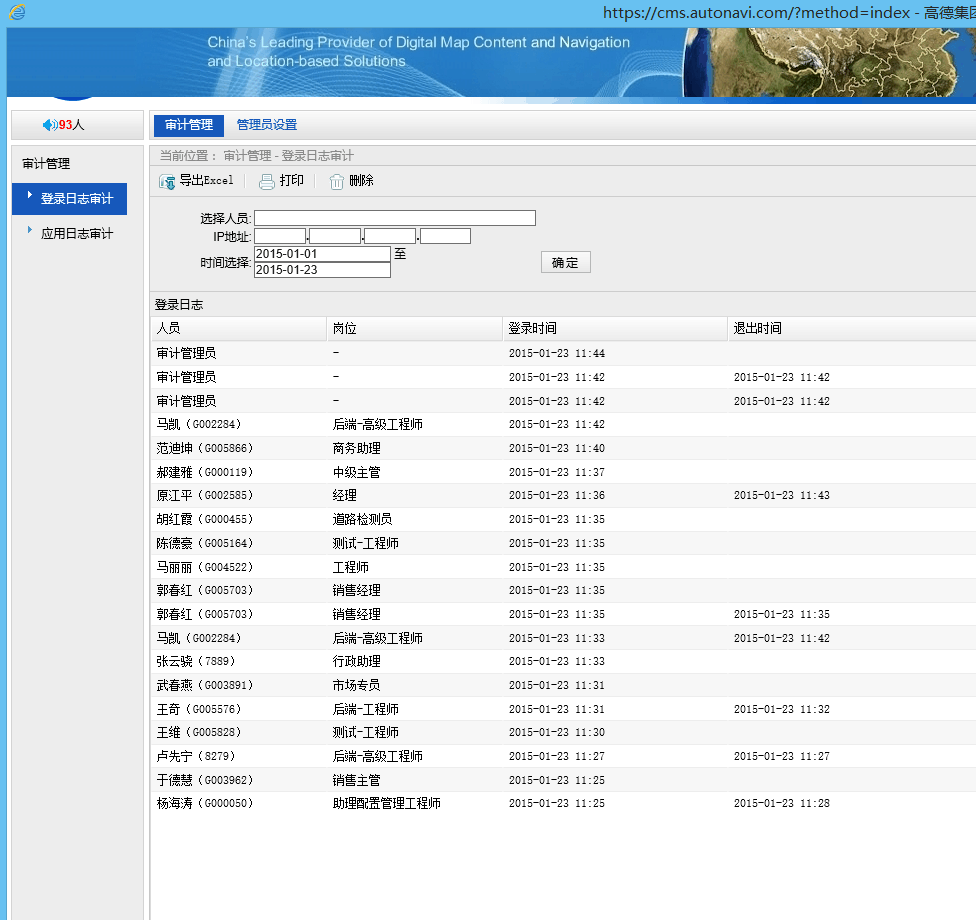 https://cms.autonavi.com/?method=index - 高德集团
China's Leading Provider of Digital Map Content and Navigation
and Location-based Solutions
93人
审计管理 管理员设置
审计管理
当前位置： 审计管理 - 登录日志审计
导出Excel 打印 删除
登录日志审计
应用日志审计
选择人员:
IP地址: . . .
时间选择: 2015-01-01 至
2015-01-23
确定
登录日志
人员 岗位 登录时间 退出时间
审计管理员 - 2015-01-23 11:44
审计管理员 - 2015-01-23 11:42 2015-01-23 11:42
审计管理员 - 2015-01-23 11:42 2015-01-23 11:42
马凯（G002284） 后端-高级工程师 2015-01-23 11:42
范迪坤（G005866） 商务助理 2015-01-23 11:40
郝建雅（G000119） 中级主管 2015-01-23 11:37
原江平（G002585） 经理 2015-01-23 11:36 2015-01-23 11:43
胡红霞（G000455） 道路检测员 2015-01-23 11:35
陈德豪（G005164） 测试-工程师 2015-01-23 11:35
马丽丽（G004522） 工程师 2015-01-23 11:35
郭春红（G005703） 销售经理 2015-01-23 11:35
郭春红（G005703） 销售经理 2015-01-23 11:35 2015-01-23 11:35
马凯（G002284） 后端-高级工程师 2015-01-23 11:33 2015-01-23 11:42
张云骁（7889） 行政助理 2015-01-23 11:33
武春燕（G003891） 市场专员 2015-01-23 11:31
王奇（G005576） 后端-工程师 2015-01-23 11:31 2015-01-23 11:32
王维（G005828） 测试-工程师 2015-01-23 11:30
卢先宁（8279） 后端-高级工程师 2015-01-23 11:27 2015-01-23 11:27
于德慧（G003962） 销售主管 2015-01-23 11:25
杨海涛（G000050） 助理配置管理工程师 2015-01-23 11:25 2015-01-23 11:28